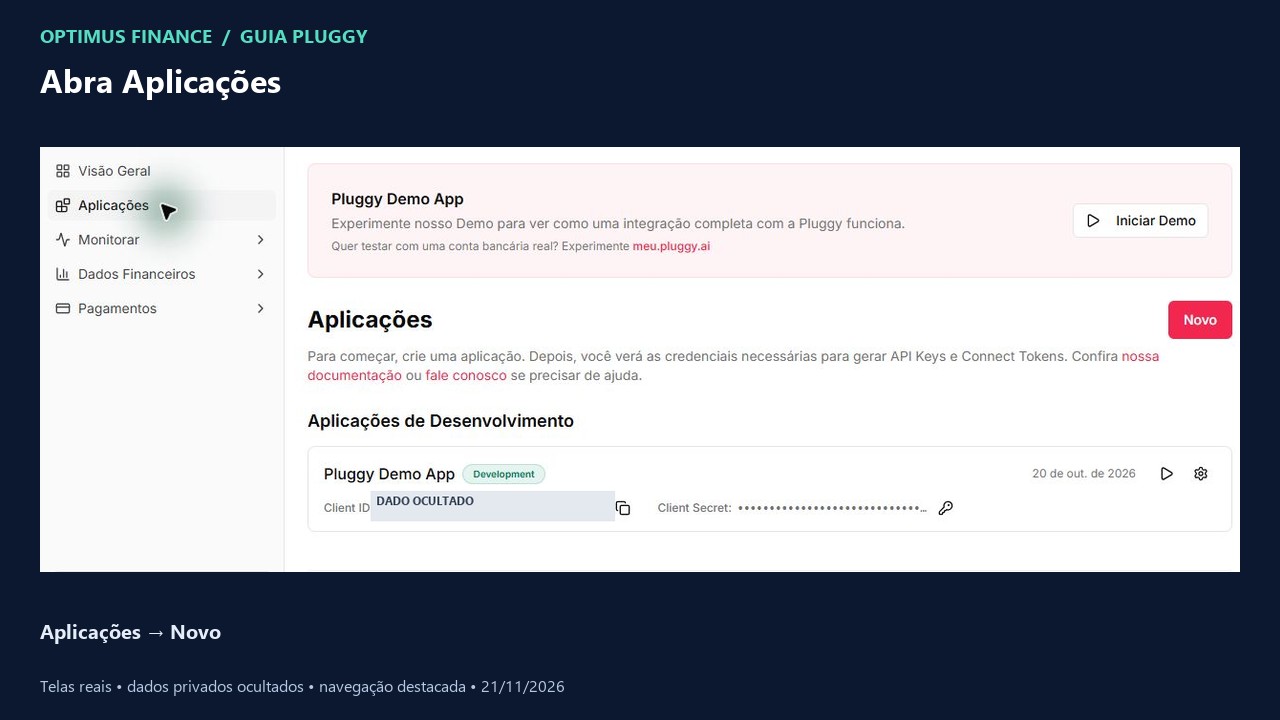 OPTIMUS FINANCE / GUIA PLUGGY
Abra Aplicações
Visão Geral
Aplicações
Monitorar
Dados Financeiros
Pagamentos
Pluggy Demo App
Experimente nosso Demo para ver como uma integração completa com a Pluggy funciona.
Quer testar com uma conta bancária real? Experimente meu.pluggy.ai
Iniciar Demo
Aplicações
Novo
Para começar, crie uma aplicação. Depois, você verá as credenciais necessárias para gerar API Keys e Connect Tokens. Confira nossa
documentação ou fale conosco se precisar de ajuda.
Aplicações de Desenvolvimento
Pluggy Demo App Development 20 de out. de 2026
Client ID DADO OCULTADO Client Secret: ••••••••••••••••••••••••••••…
Aplicações → Novo
Telas reais • dados privados ocultados • navegação destacada • 21/11/2026